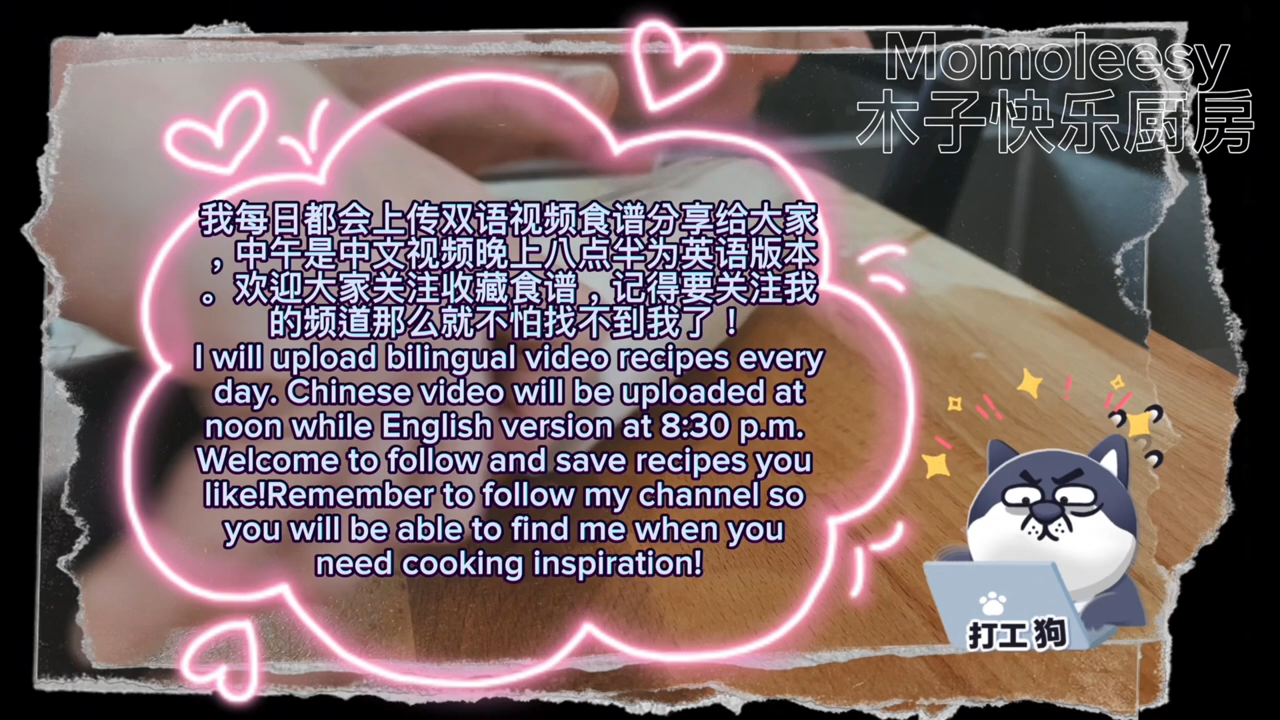 Momoleesy
木子快乐厨房
我每日都会上传双语视频食谱分享给大家
，中午是中文视频晚上八点半为英语版本
。欢迎大家关注收藏食谱，记得要关注我
的频道那么就不怕找不到我了！
I will upload bilingual video recipes every
day. Chinese video will be uploaded at
noon while English version at 8:30 p.m.
Welcome to follow and save recipes you
like!Remember to follow my channel so
you will be able to find me when you
need cooking inspiration!
打工狗